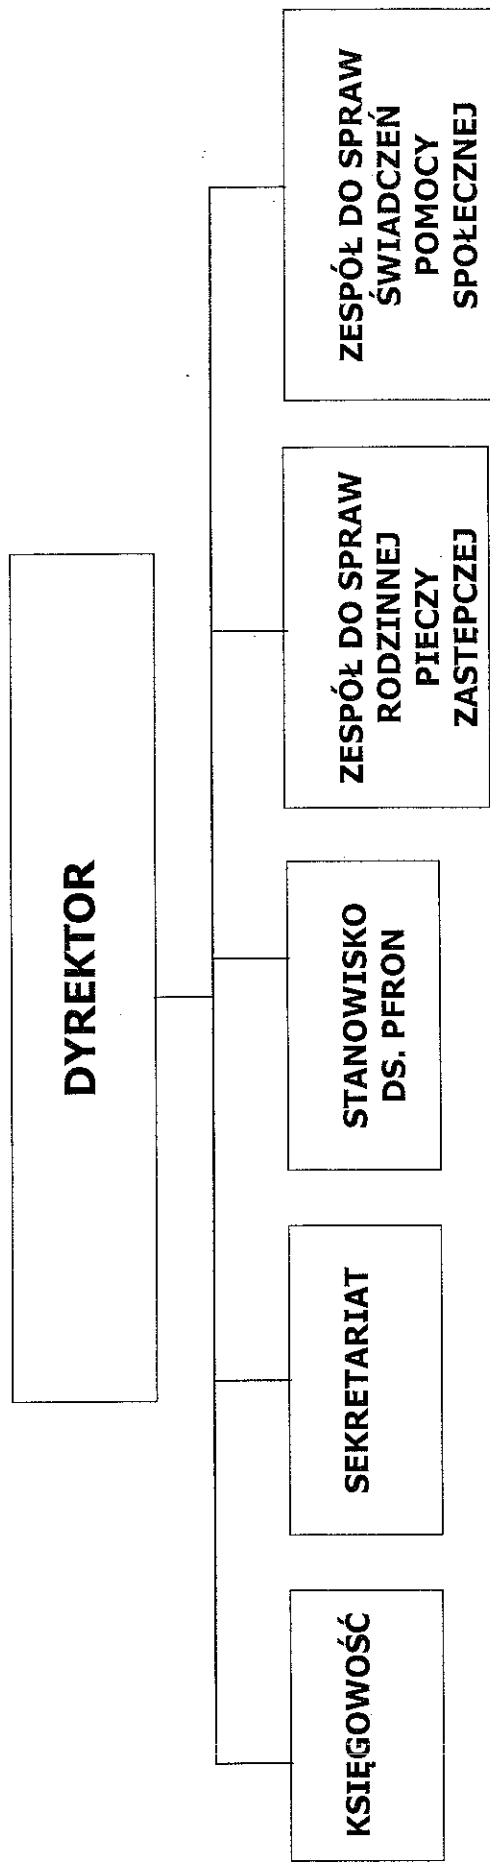 DYREKTOR
KSIĘGOWOŚĆ
SEKRETARIAT
STANOWISKO
DS. PFRON
ZESPÓŁ DO SPRAW
RODZINNEJ
PIECZY
ZASTĘPCZEJ
ZESPÓŁ DO SPRAW
ŚWIADCZEŃ
POMOCY
SPOŁECZNEJ